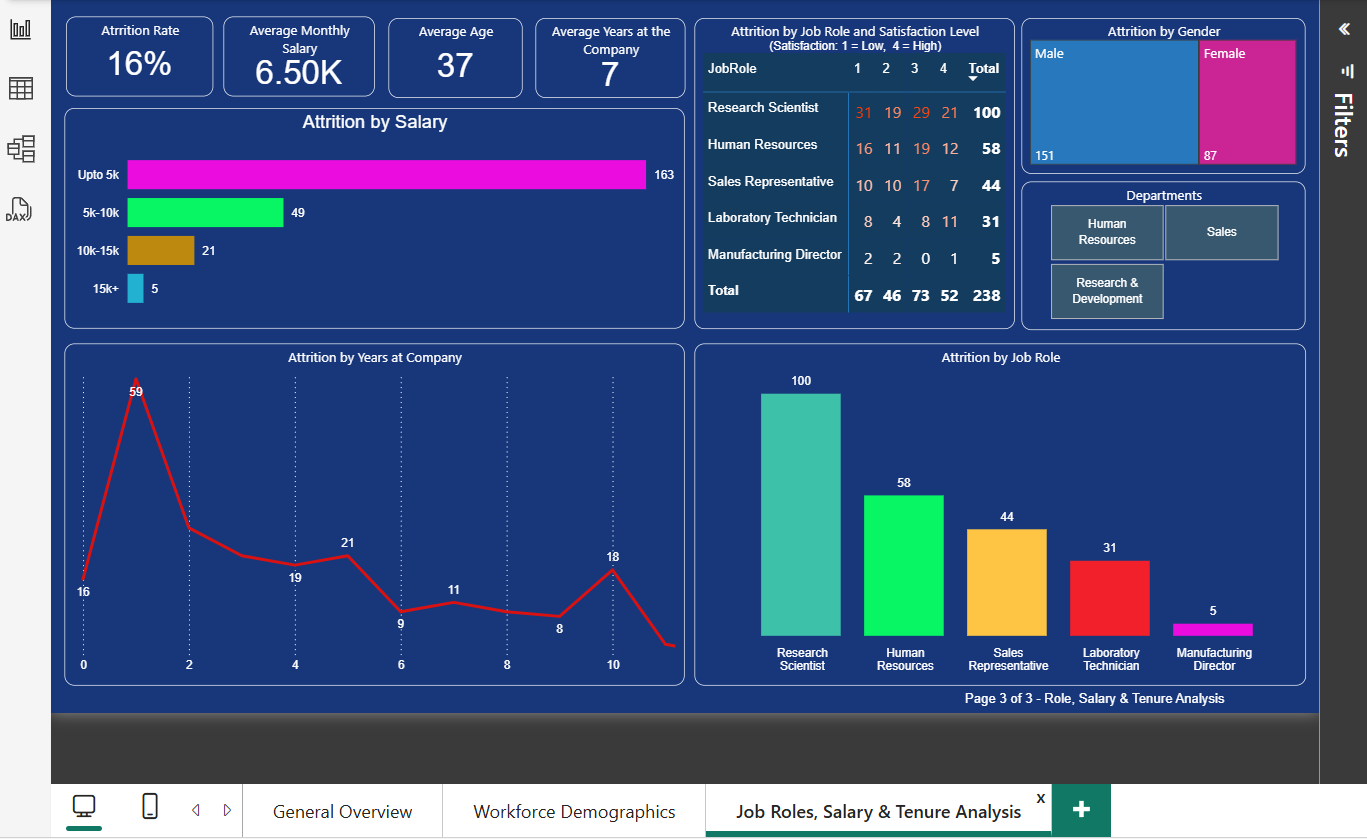 Atrrition Rate
16%
Average Monthly
Salary
6.50K
Average Age
37
Average Years at the
Company
7
Attrition by Job Role and Satisfaction Level
(Satisfaction: 1 = Low, 4 = High)
JobRole 1 2 3 4 Total
Research Scientist 31 19 29 21 100
Human Resources 16 11 19 12 58
Sales Representative 10 10 17 7 44
Laboratory Technician 8 4 8 11 31
Manufacturing Director 2 2 0 1 5
Total 67 46 73 52 238
Attrition by Gender
Male
151
Female
87
Filters
Attrition by Salary
Upto 5k 163
5k-10k 49
10k-15k 21
15k+ 5
DAX
Departments
Human
Resources
Sales
Research &
Development
Attrition by Years at Company
59
16
19
21
9
11
8
18
0 2 4 6 8 10
Attrition by Job Role
100
58
44
31
5
Research
Scientist
Human
Resources
Sales
Representative
Laboratory
Technician
Manufacturing
Director
Page 3 of 3 - Role, Salary & Tenure Analysis
General Overview
Workforce Demographics
Job Roles, Salary & Tenure Analysis